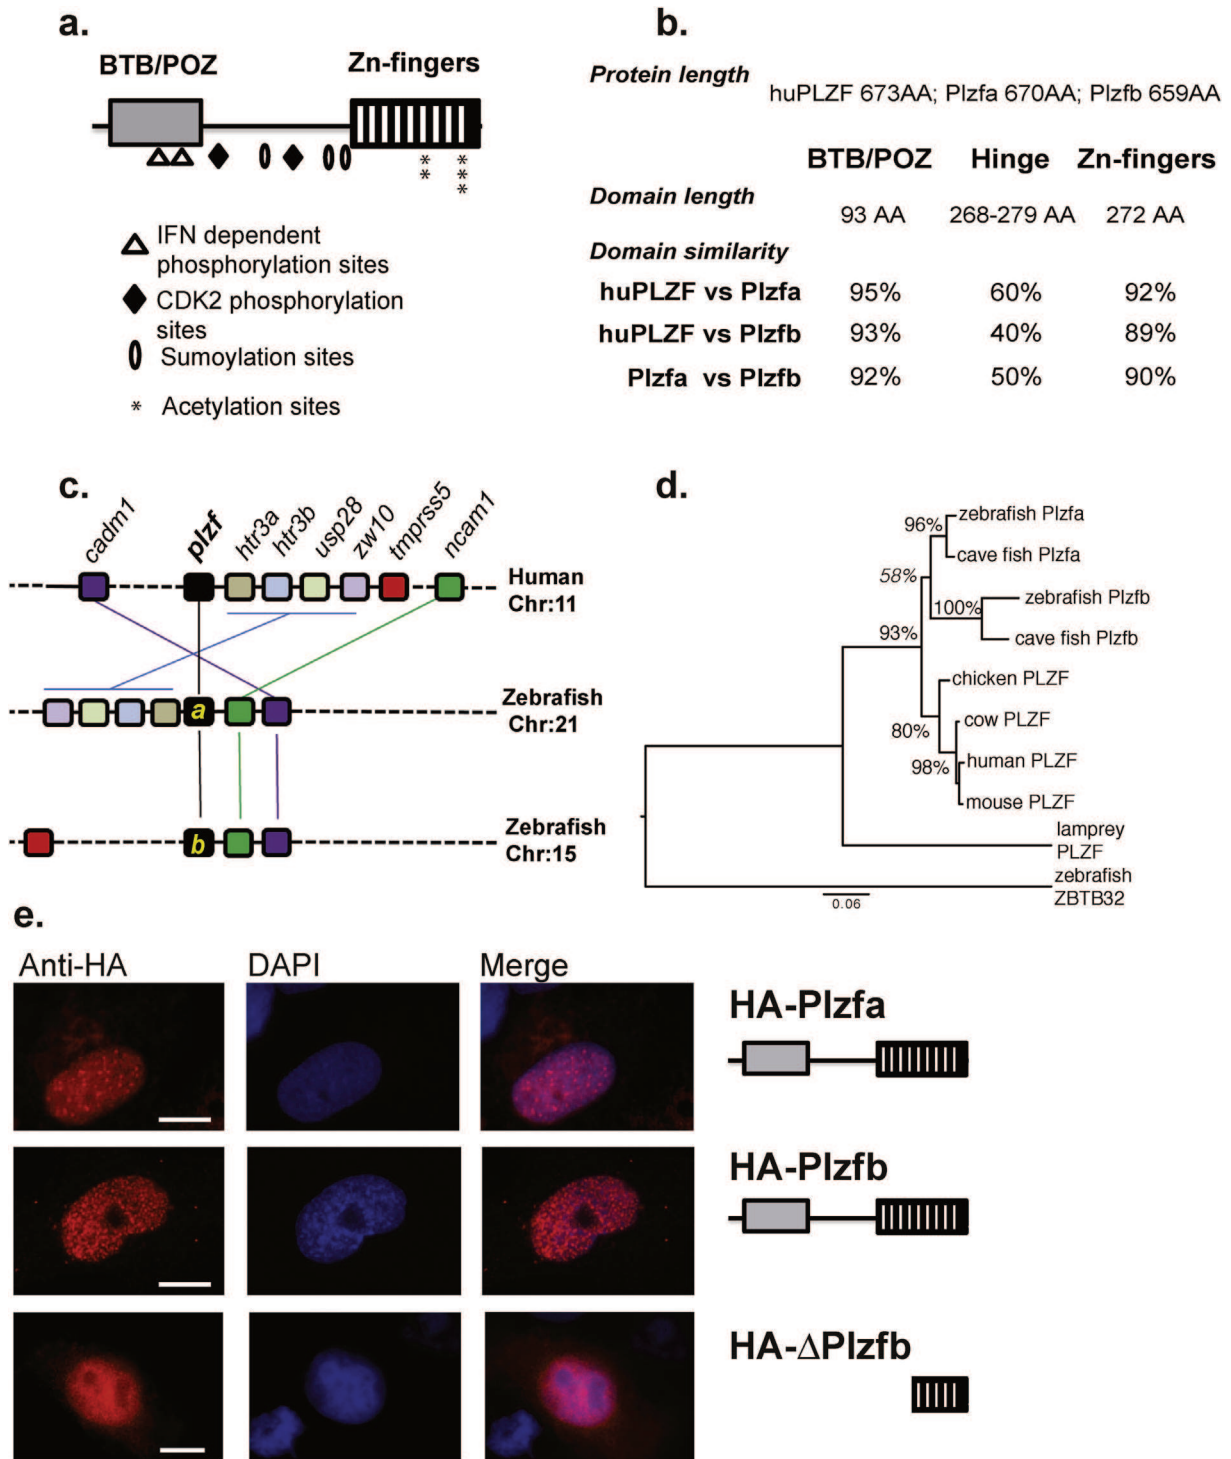 a.
BTB/POZ
Zn-fingers
*
*
*
*
*
IFN dependent
phosphorylation sites
CDK2 phosphorylation
sites
Sumoylation sites
* Acetylation sites
b.
Protein length
huPLZF 673AA; Plzfa 670AA; Plzfb 659AA
BTB/POZ Hinge Zn-fingers
Domain length
93 AA 268-279 AA 272 AA
Domain similarity
huPLZF vs Plzfa 95% 60% 92%
huPLZF vs Plzfb 93% 40% 89%
Plzfa vs Plzfb 92% 50% 90%
c.
cadm1
plzf
htr3a
htr3b
usp28
zw10
tmprss5
ncam1
Human
Chr:11
a
Zebrafish
Chr:21
b
Zebrafish
Chr:15
d.
96%
zebrafish Plzfa
cave fish Plzfa
58%
100%
zebrafish Plzfb
cave fish Plzfb
93%
chicken PLZF
80%
cow PLZF
98%
human PLZF
mouse PLZF
lamprey
PLZF
zebrafish
ZBTB32
0.06
e.
Anti-HA DAPI Merge
HA-Plzfa
HA-Plzfb
HA-ΔPlzfb